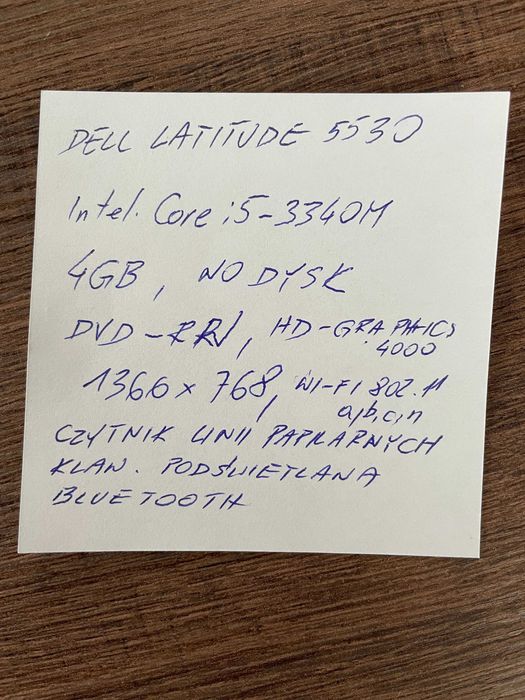 DELL LATITUDE 5530
Intel. Core i5-3340M
4GB, NO DYSK
DVD-RW, HD-GRAPHICS
4000
1366 x 768, WI-FI 802.11
a,b,c,n
CZYTNIK LINII PAPILARNYCH
KLAW. PODŚWIETLANA
BLUETOOTH